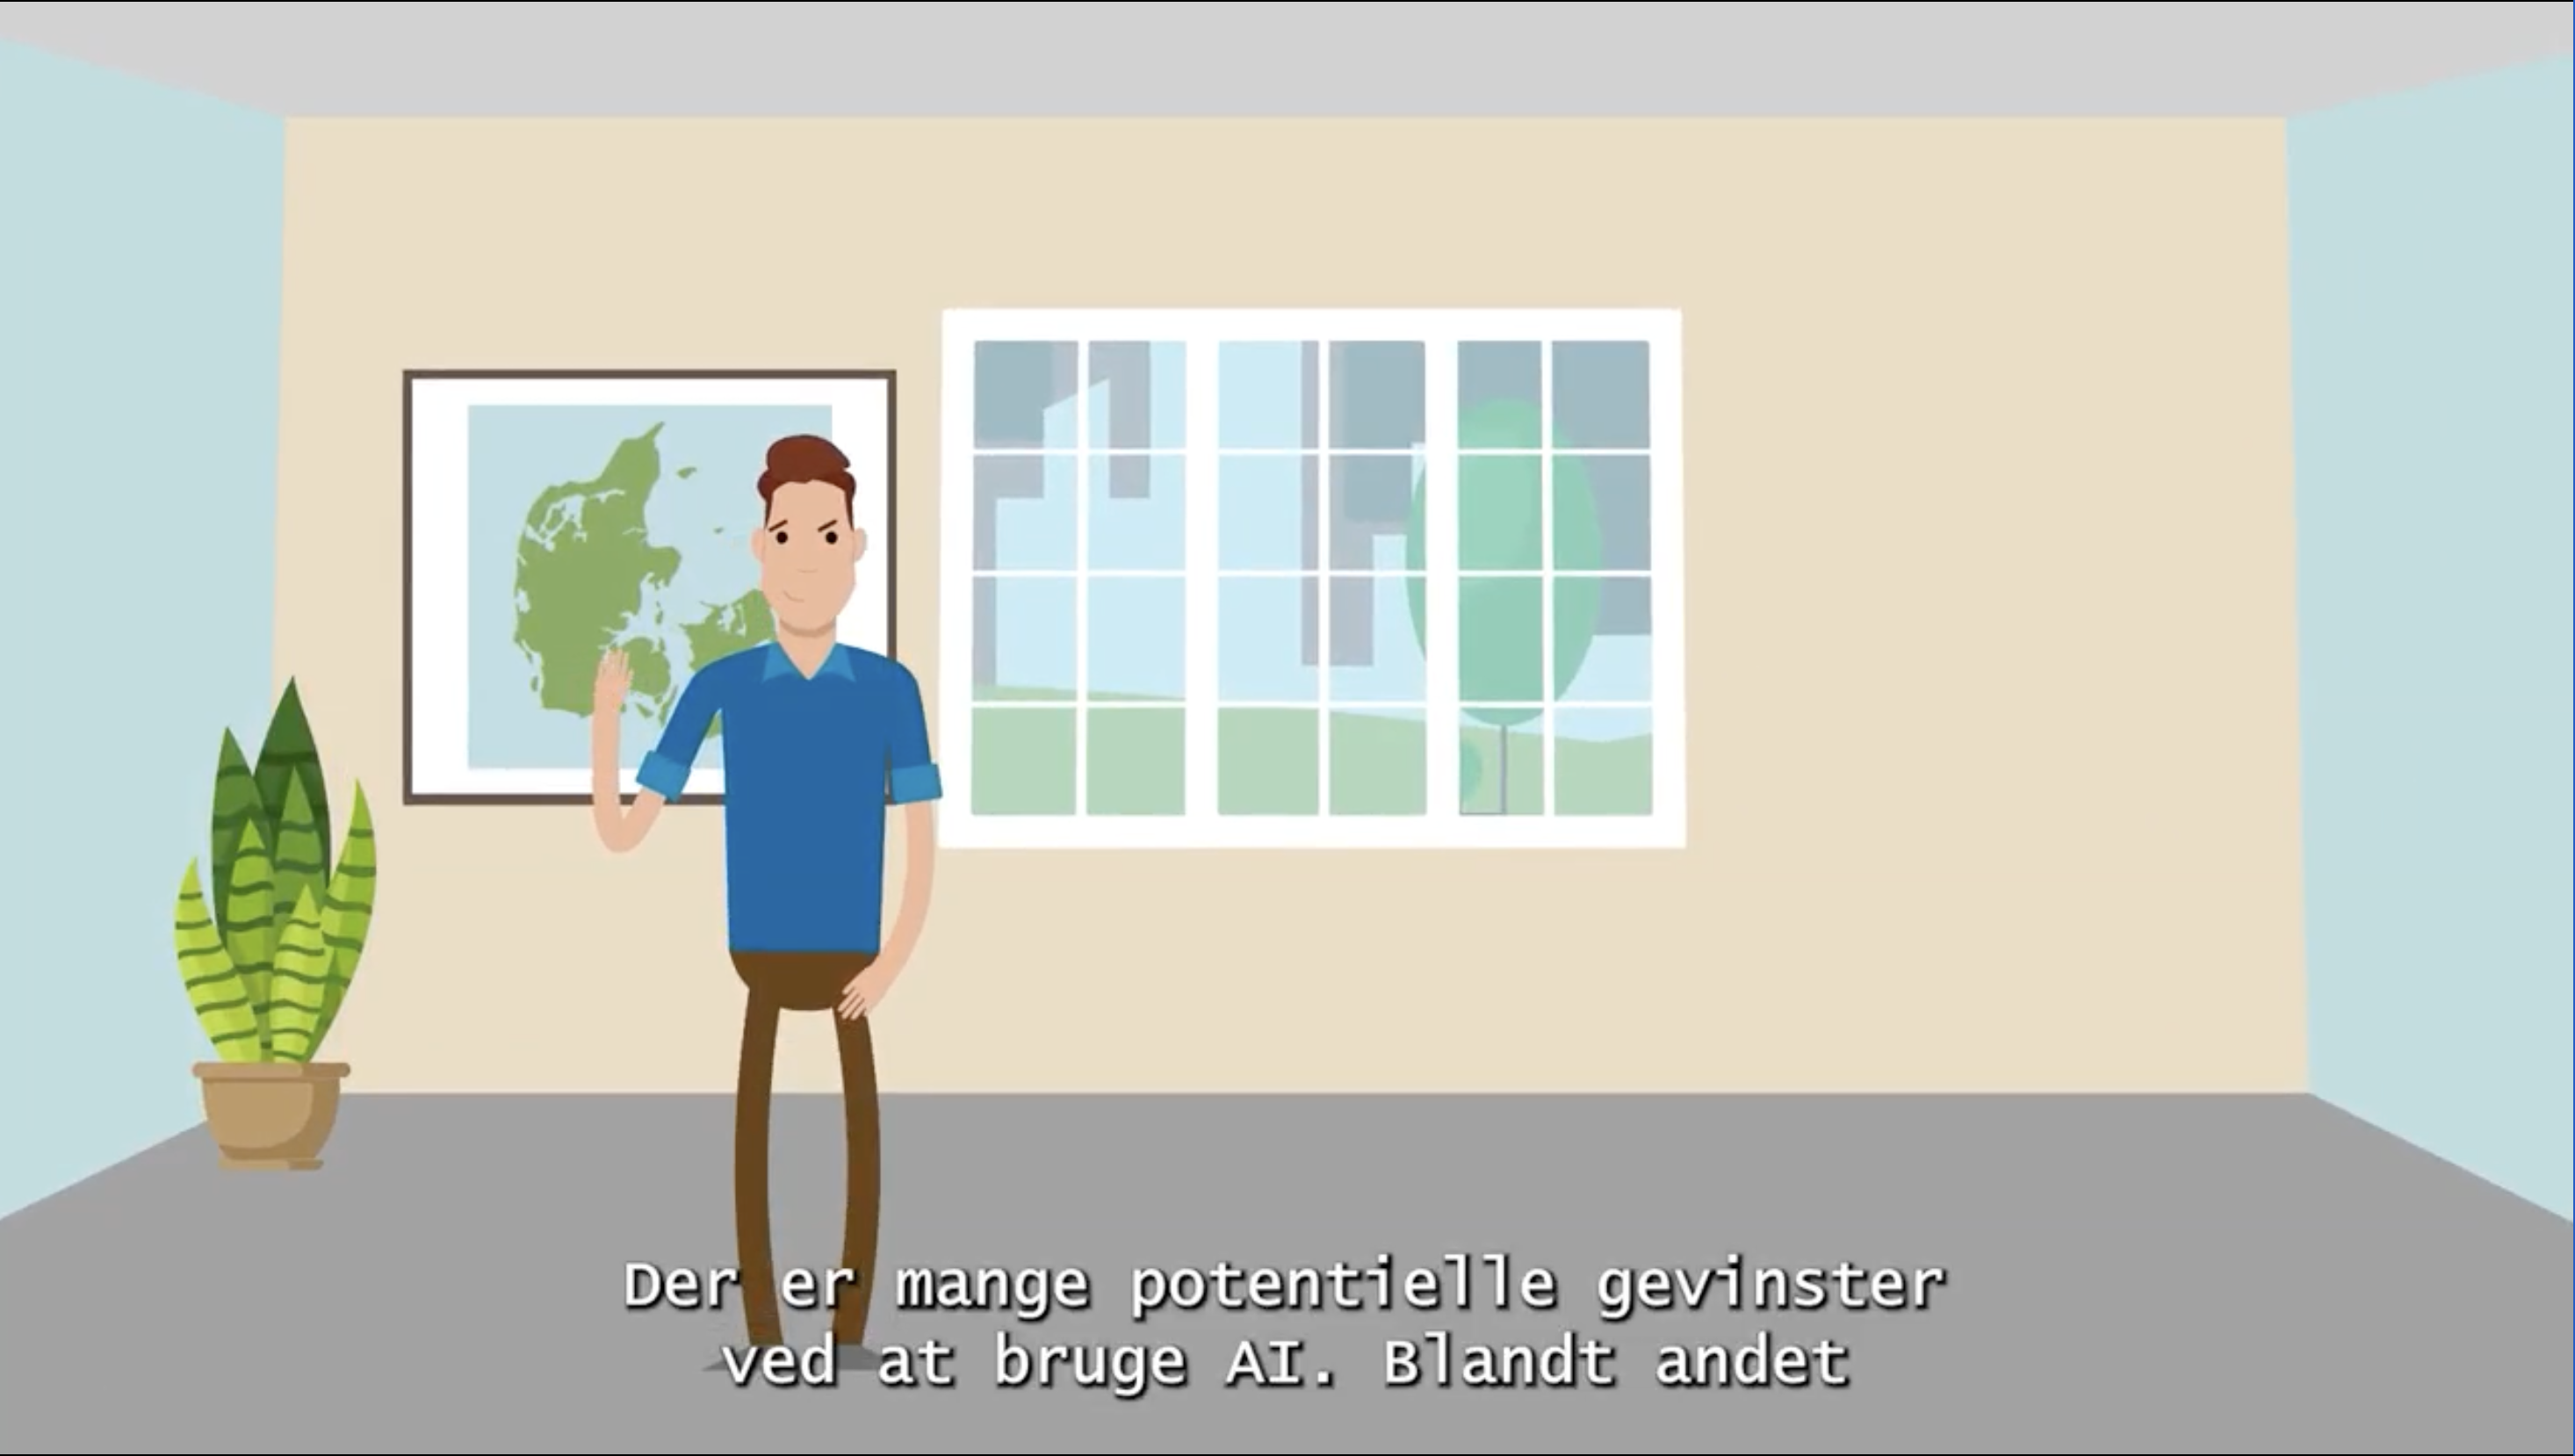 Der er mange potentielle gevinster
ved at bruge AI. Blandt andet